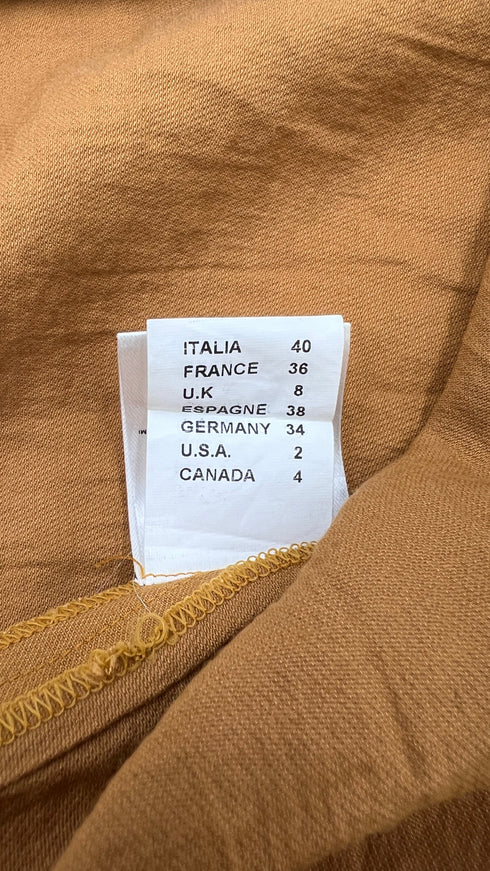 ITALIA 40
FRANCE 36
U.K 8
ESPAGNE 38
GERMANY 34
U.S.A. 2
CANADA 4